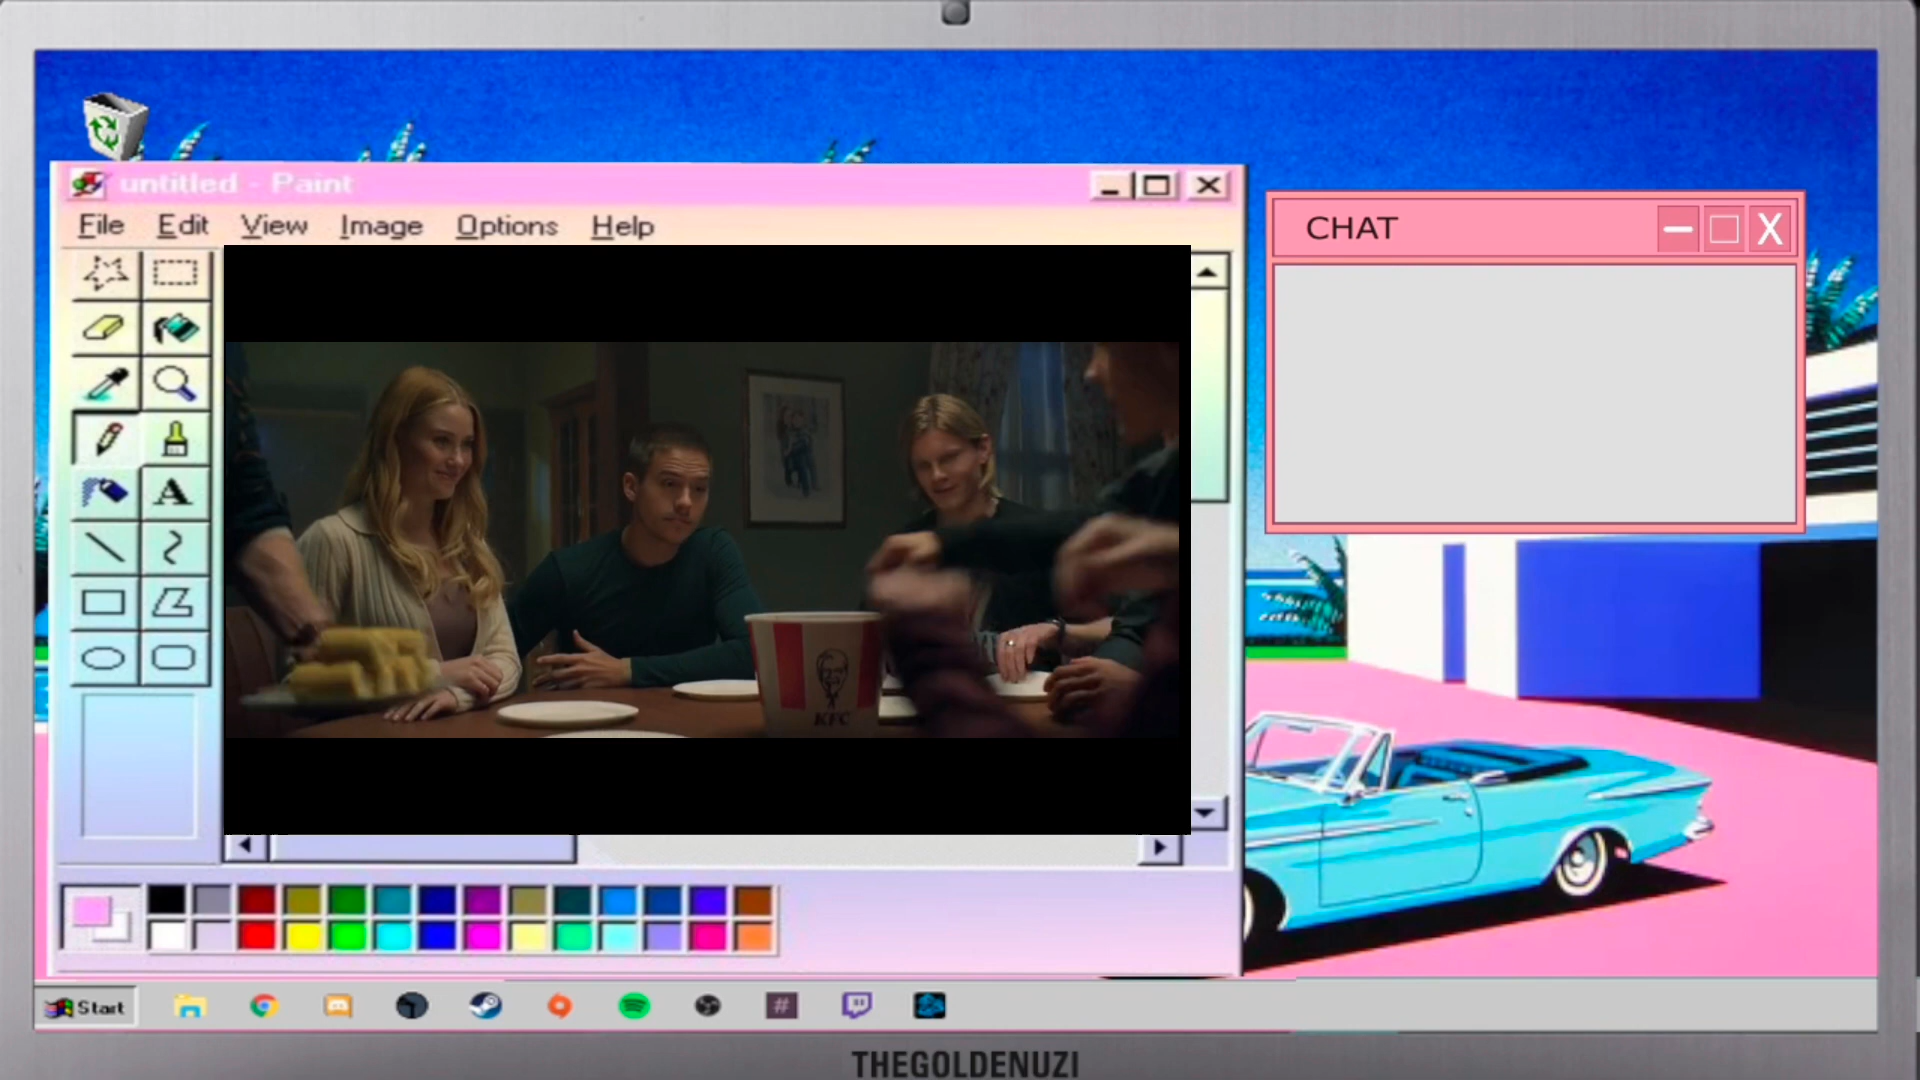 untitled - Paint
File Edit View Image Options Help
CHAT
A
KFC
Start
#
THEGOLDENUZI